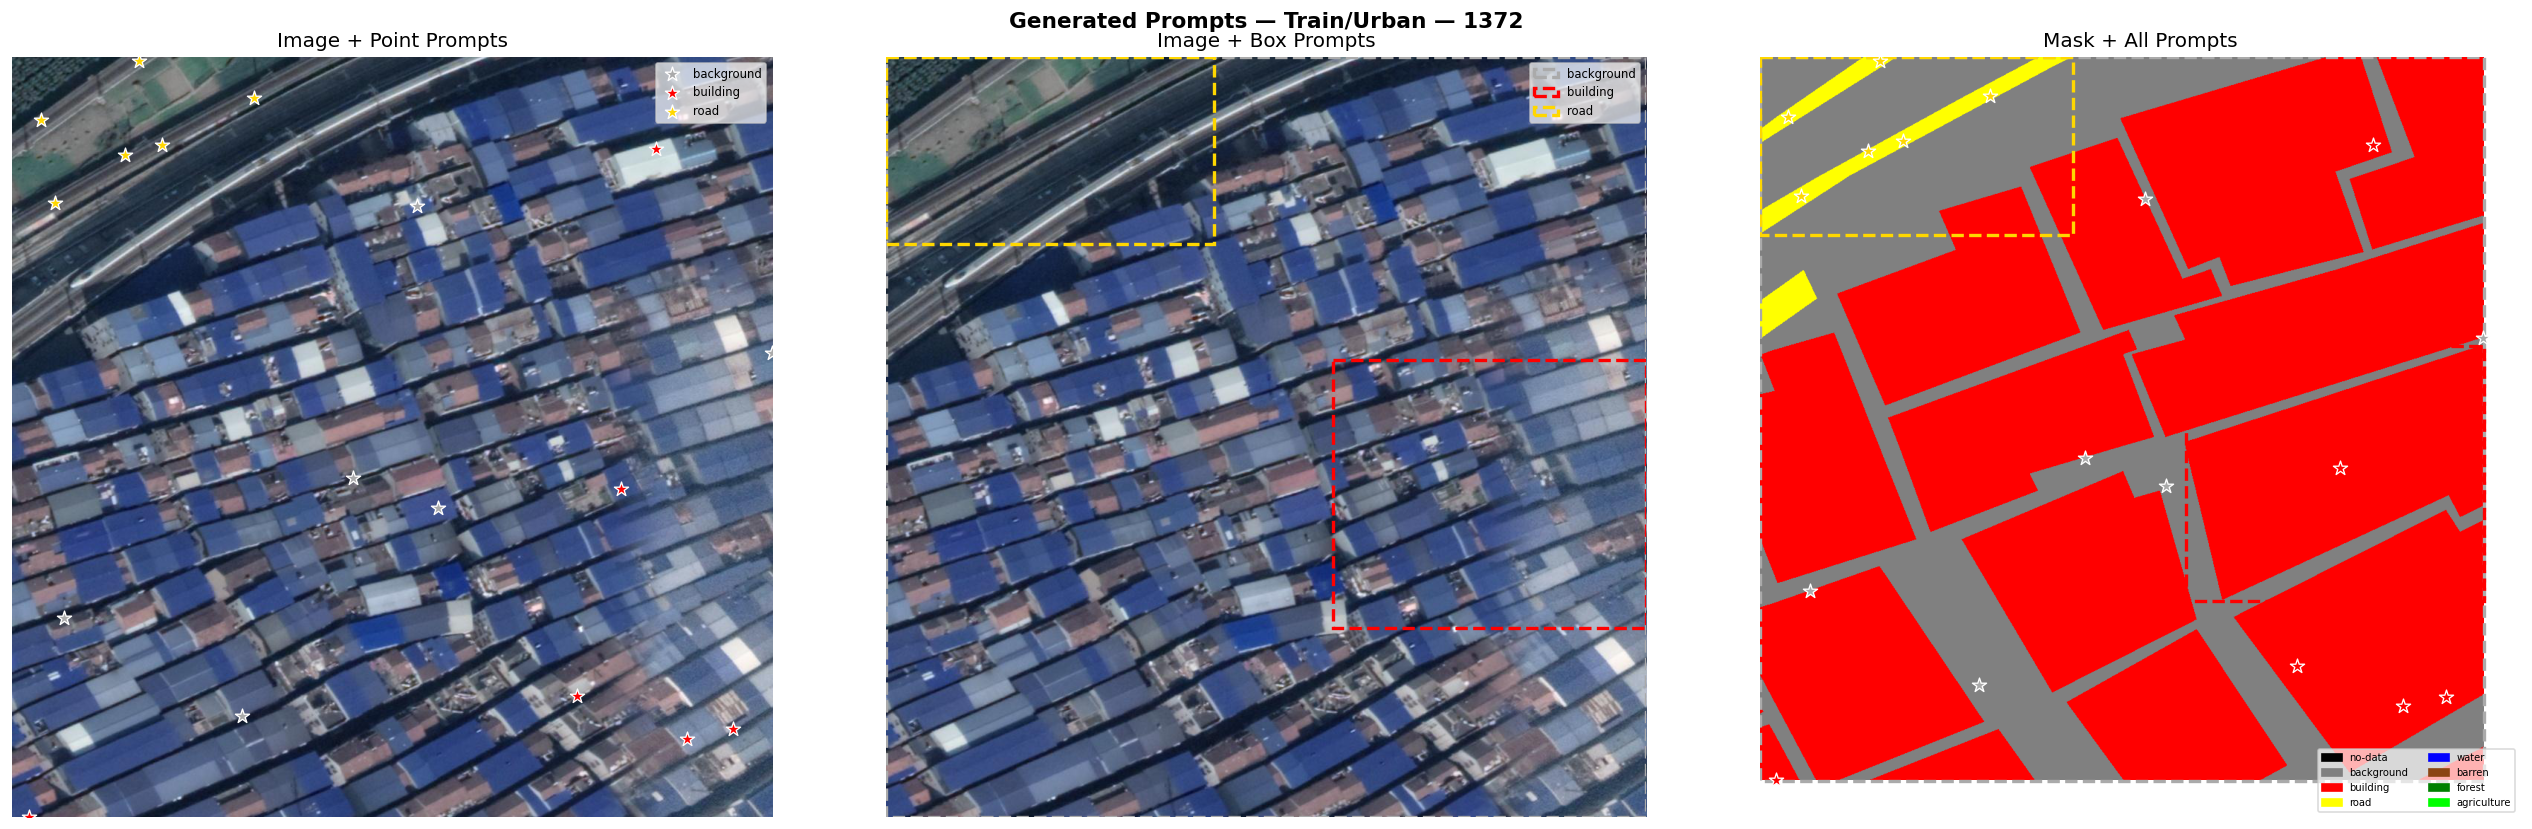 Generated Prompts — Train/Urban — 1372
Image + Point Prompts
background
building
road
Image + Box Prompts
background
building
road
Mask + All Prompts
no-data
background
building
road
water
barren
forest
agriculture